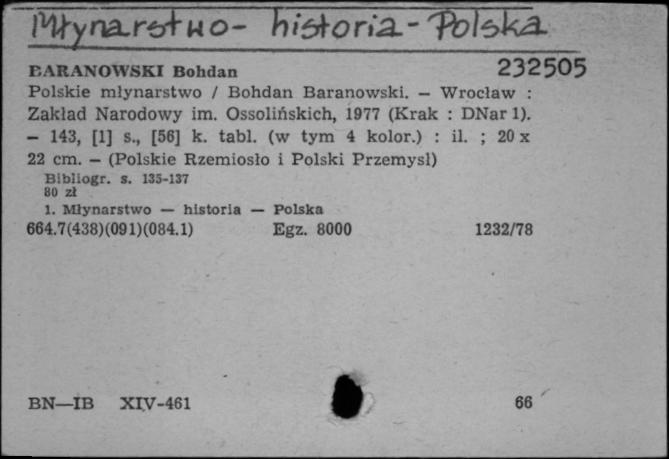 Młynarstwo - historia - Polska
232505
BARANOWSKI Bohdan
Polskie młynarstwo / Bohdan Baranowski. — Wrocław :
Zakład Narodowy im. Ossolińskich, 1977 (Krak : DNar 1).
— 143, [1] s., [56] k. tabl. (w tym 4 kolor.) : il. ; 20 x
22 cm. — (Polskie Rzemiosło i Polski Przemysł)
Bibliogr. s. 135-137
80 zł
1. Młynarstwo — historia — Polska
664.7(438)(091)(084.1) Egz. 8000 1232/78
BN—IB XIV-461 66